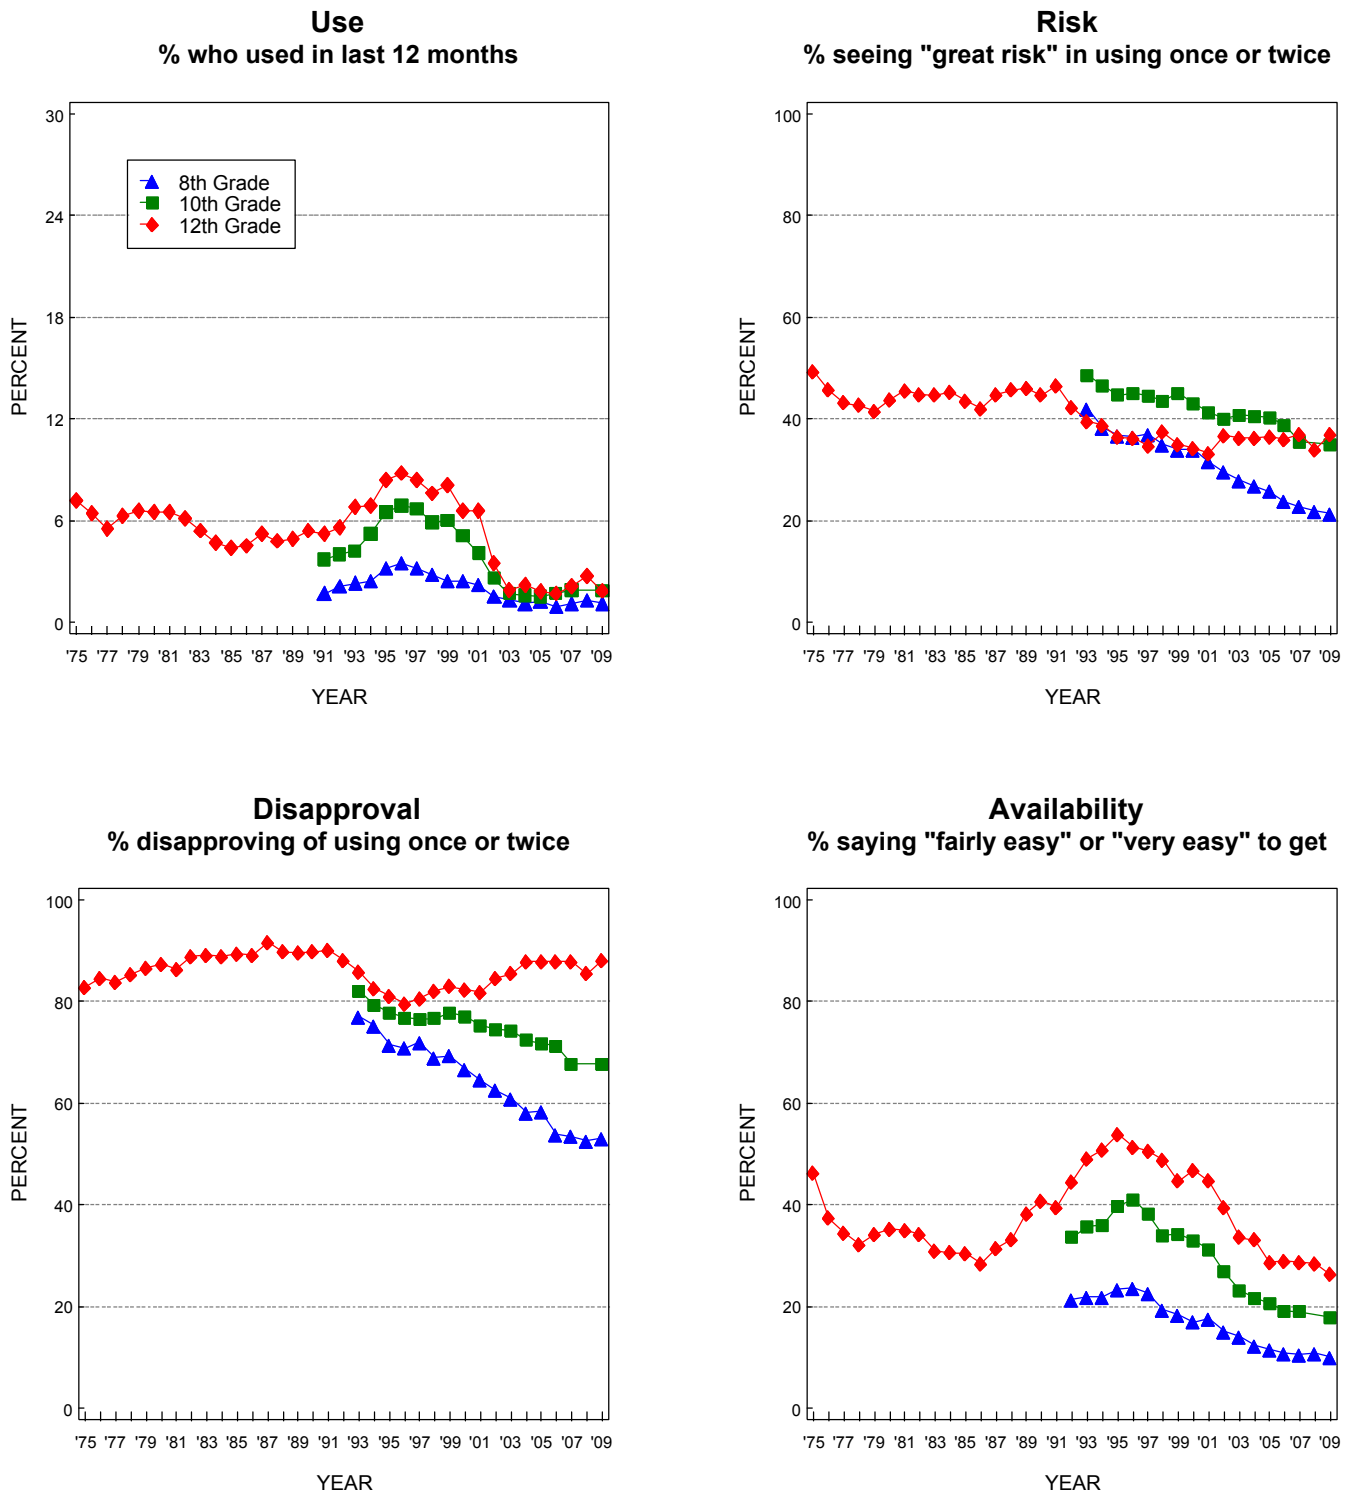 Use
% who used in last 12 months
30
24
18
12
6
0
PERCENT
8th Grade
10th Grade
12th Grade
'75 '77 '79 '81 '83 '85 '87 '89 '91 '93 '95 '97 '99 '01 '03 '05 '07 '09
YEAR
Risk
% seeing "great risk" in using once or twice
100
80
60
40
20
0
PERCENT
'75 '77 '79 '81 '83 '85 '87 '89 '91 '93 '95 '97 '99 '01 '03 '05 '07 '09
YEAR
Disapproval
% disapproving of using once or twice
100
80
60
40
20
0
PERCENT
'75 '77 '79 '81 '83 '85 '87 '89 '91 '93 '95 '97 '99 '01 '03 '05 '07 '09
YEAR
Availability
% saying "fairly easy" or "very easy" to get
100
80
60
40
20
0
PERCENT
'75 '77 '79 '81 '83 '85 '87 '89 '91 '93 '95 '97 '99 '01 '03 '05 '07 '09
YEAR